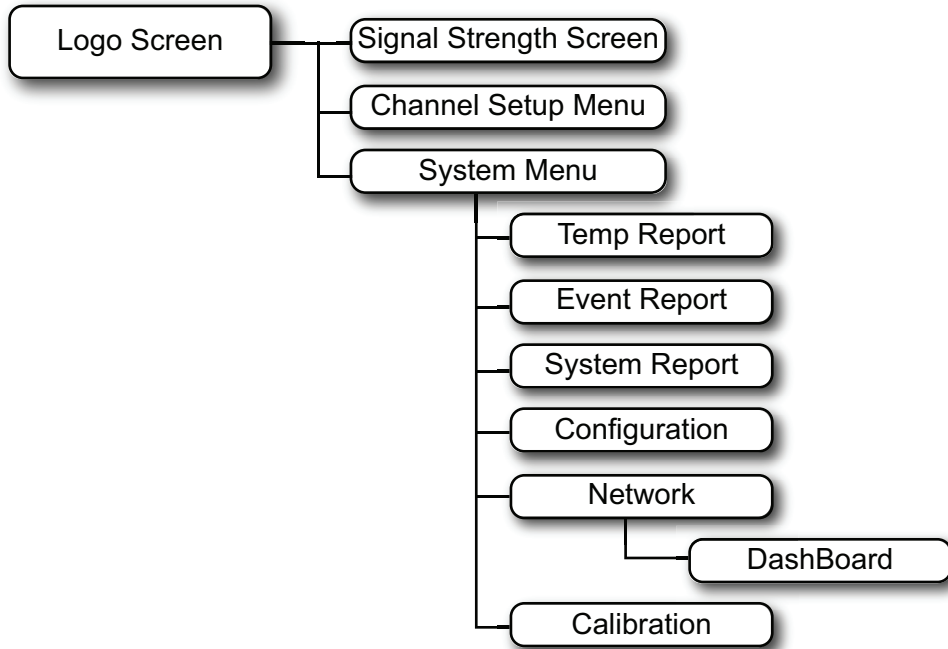 Logo Screen
Signal Strength Screen
Channel Setup Menu
System Menu
Temp Report
Event Report
System Report
Configuration
Network
DashBoard
Calibration